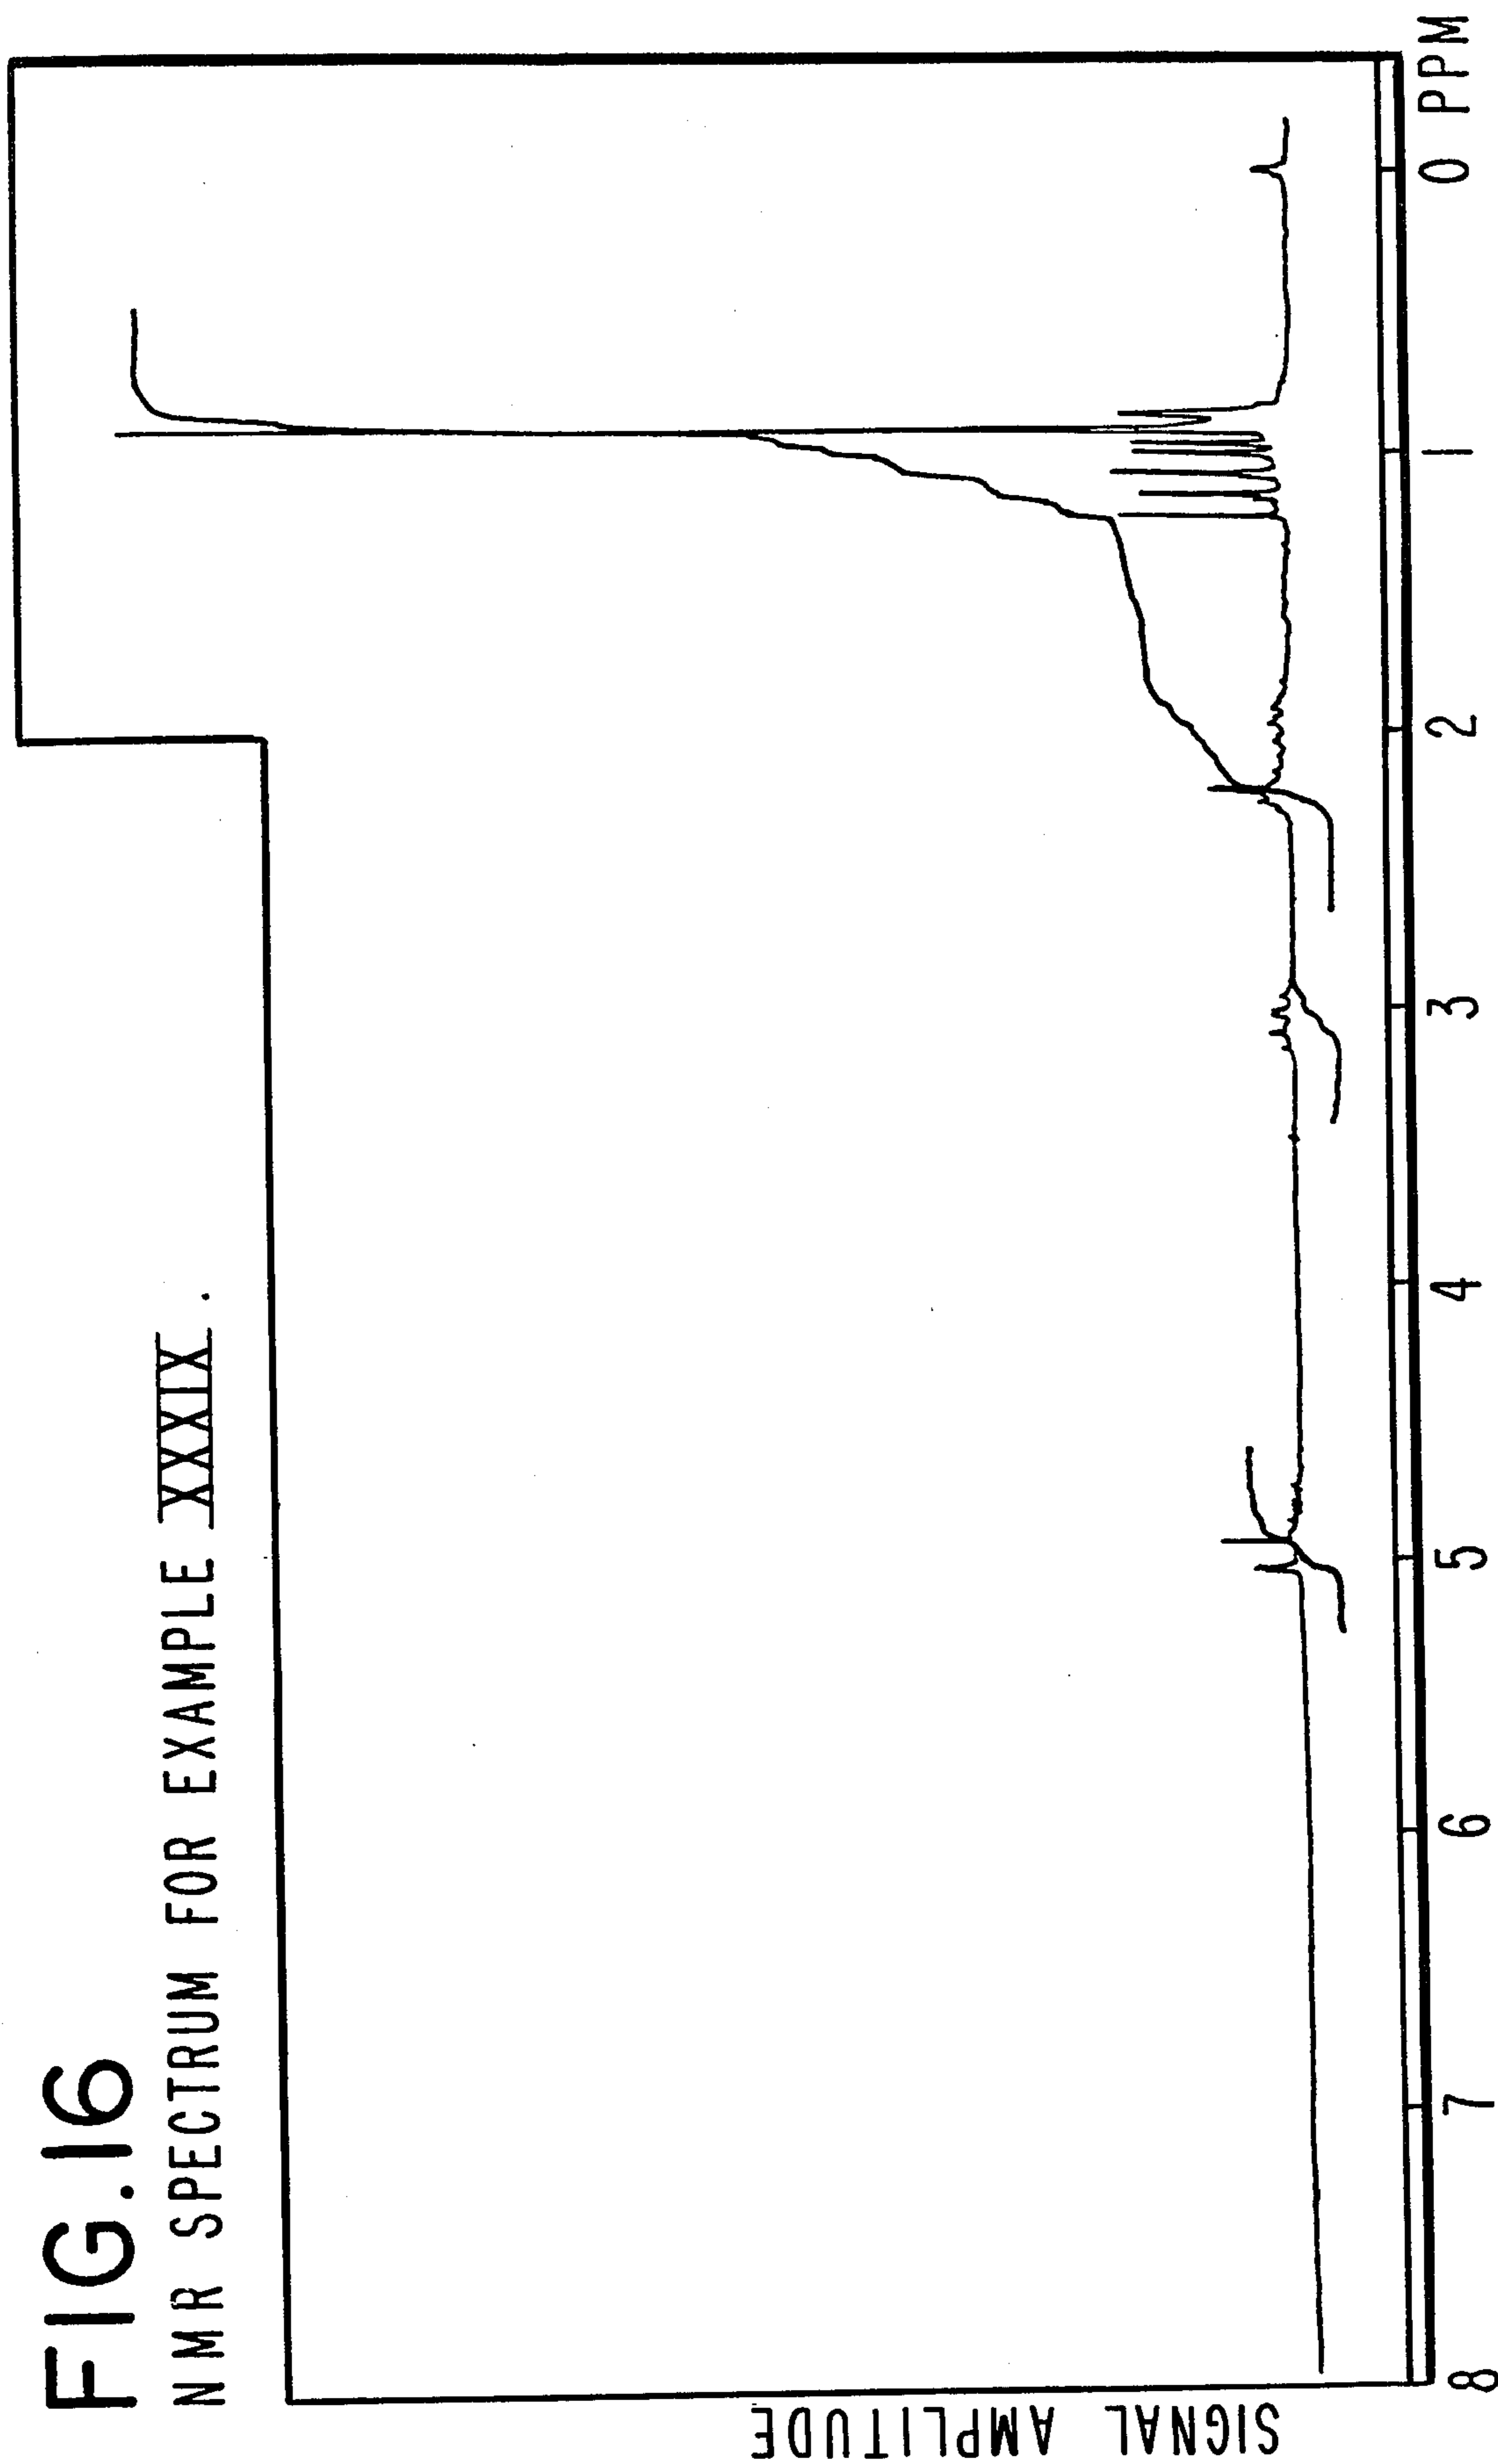 FIG.16
NMR SPECTRUM FOR EXAMPLE XXXIX.
SIGNAL AMPLITUDE
8 7 6 5 4 3 2 1 0 PPM